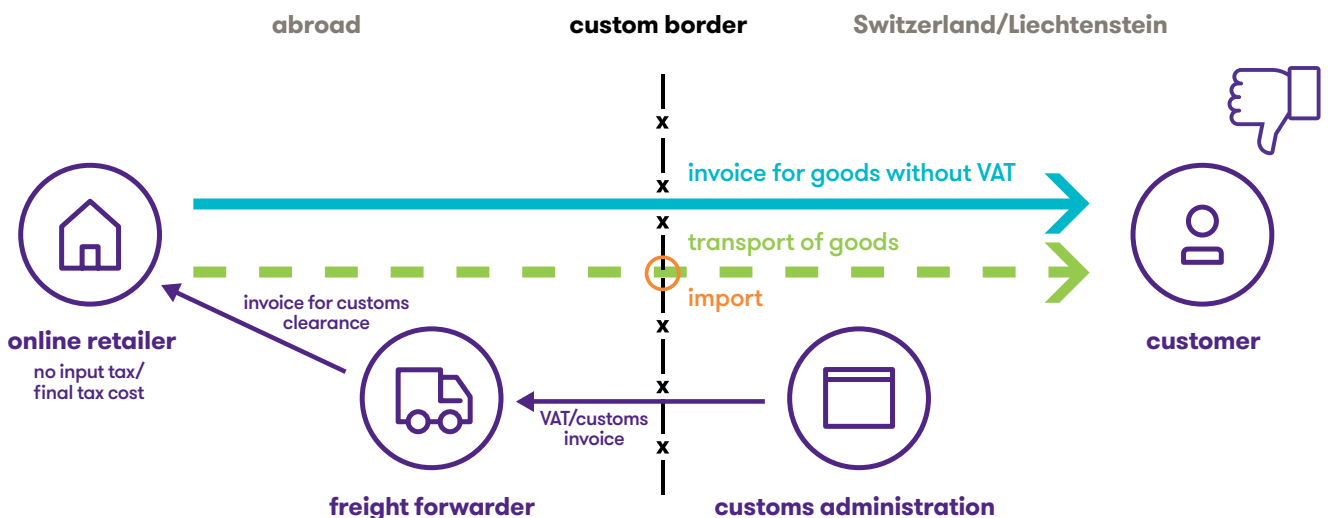 abroad
custom border
Switzerland/Liechtenstein
x
invoice for goods without VAT
x
x
transport of goods
import
invoice for customs
clearance
x
online retailer
no input tax/
final tax cost
customer
x
VAT/customs
invoice
x
freight forwarder
customs administration